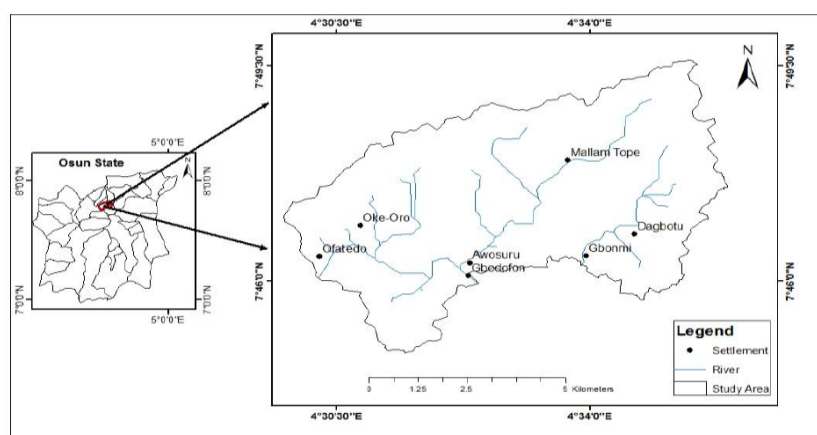 4°30'30"E
4°34'0"E
7°49'30"N
7°49'30"N
N
5°0'0"E
Osun State
N
8°0'0"N
8°0'0"N
Mallam Tope
Oke-Oro
Ofatedo
Awosuru
Gbedofon
Gbonmi
Dagbotu
7°46'0"N
7°46'0"N
7°0'0"N
7°0'0"N
5°0'0"E
Legend
Settlement
River
Study Area
0 1.25 2.5 5 Kilometers
4°30'30"E
4°34'0"E